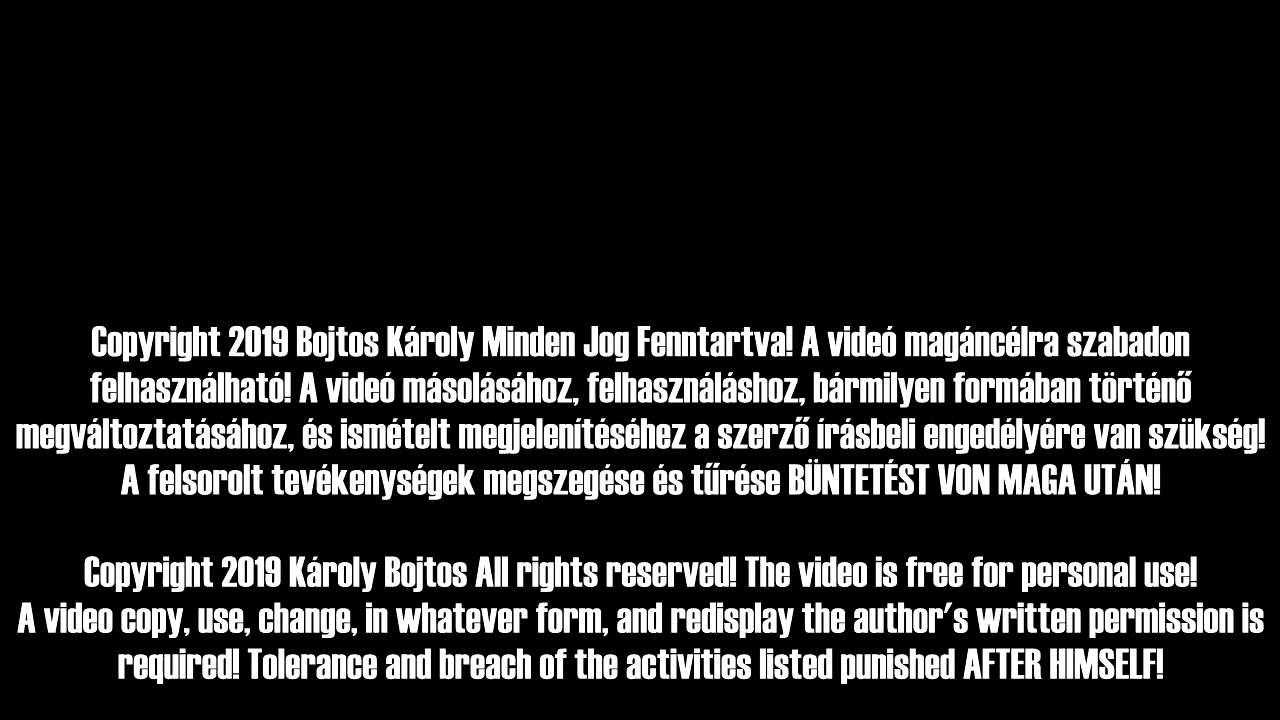 Copyright 2019 Bojtos Károly Minden Jog Fenntartva! A videó magáncélra szabadon
felhasználható! A videó másolásához, felhasználáshoz, bármilyen formában történő
megváltoztatásához, és ismételt megjelenítéséhez a szerző írásbeli engedélyére van szükség!
A felsorolt tevékenységek megszegése és tűrése BÜNTETÉST VON MAGA UTÁN!
Copyright 2019 Károly Bojtos All rights reserved! The video is free for personal use!
A video copy, use, change, in whatever form, and redisplay the author's written permission is
required! Tolerance and breach of the activities listed punished AFTER HIMSELF!